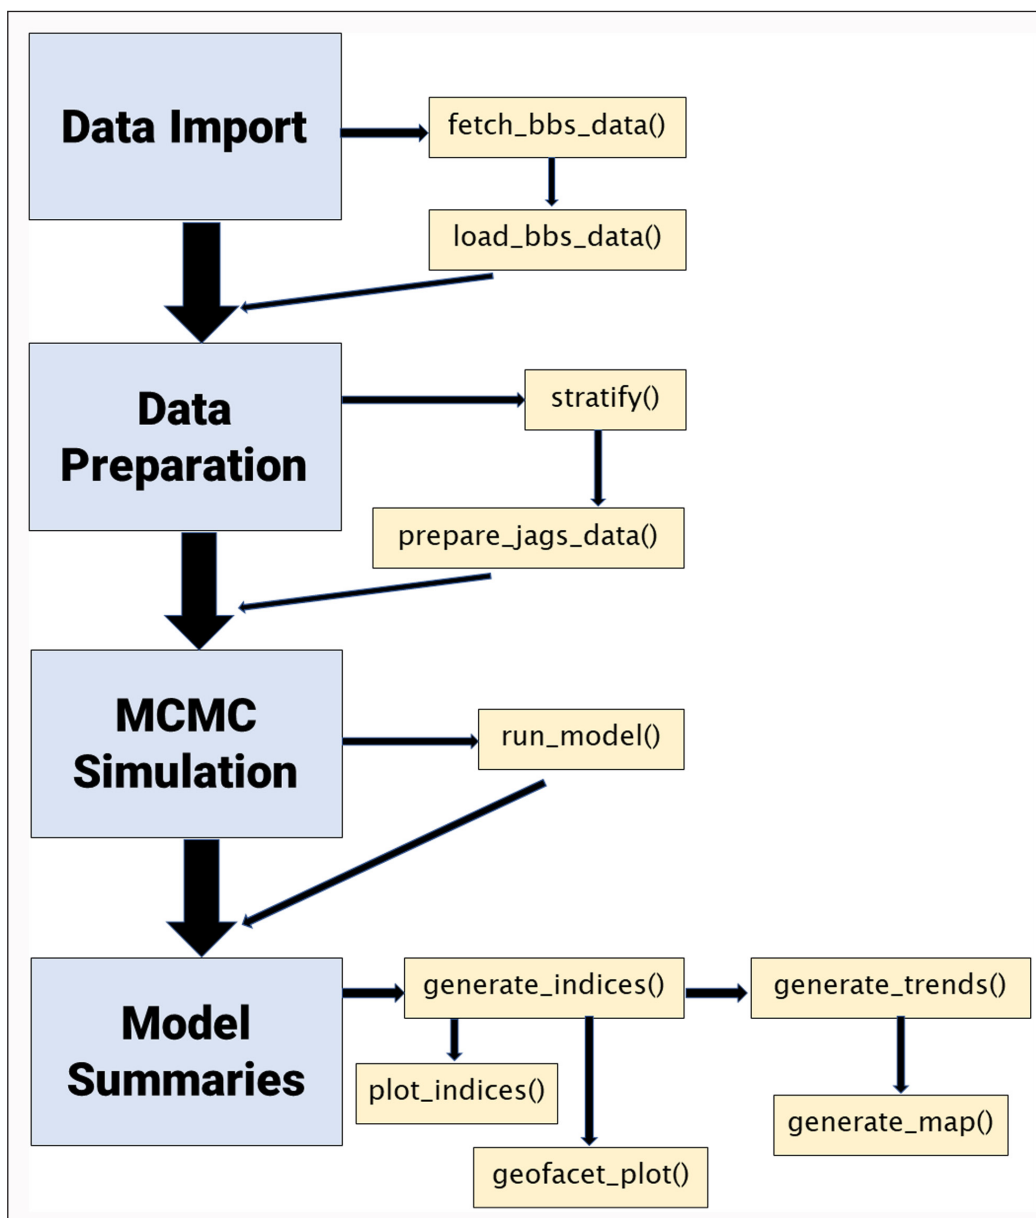 Data Import
fetch_bbs_data()
load_bbs_data()
Data
Preparation
stratify()
prepare_jags_data()
MCMC
Simulation
run_model()
Model
Summaries
generate_indices()
generate_trends()
plot_indices()
generate_map()
geofacet_plot()